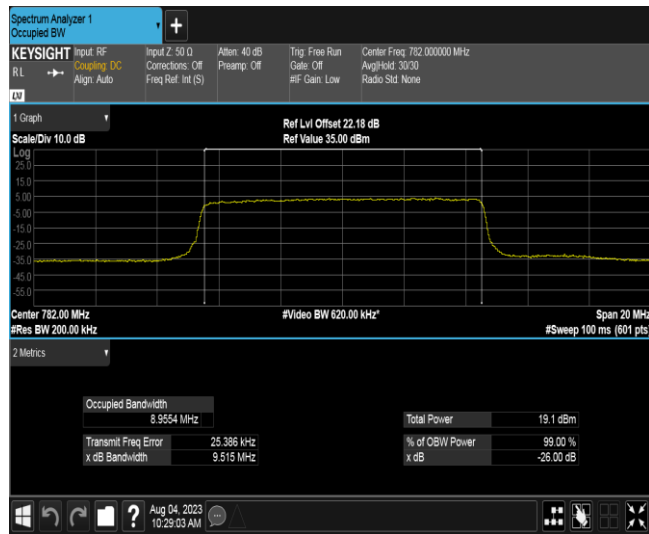 Spectrum Analyzer 1
Occupied BW
+
KEYSIGHT
R L
LXI
Input: RF
Coupling: DC
Align: Auto
Input Z: 50 Ω
Corrections: Off
Freq Ref: Int (S)
Atten: 40 dB
Preamp: Off
Trig: Free Run
Gate: Off
#IF Gain: Low
Center Freq: 782.000000 MHz
Avg|Hold: 30/30
Radio Std: None
1 Graph
Scale/Div 10.0 dB
Ref Lvl Offset 22.18 dB
Ref Value 35.00 dBm
Log
25.0
15.0
5.00
-5.00
-15.0
-25.0
-35.0
-45.0
-55.0
Center 782.00 MHz
#Video BW 620.00 kHz*
Span 20 MHz
#Res BW 200.00 kHz
#Sweep 100 ms (601 pts)
2 Metrics
Occupied Bandwidth
8.9554 MHz
Total Power 19.1 dBm
Transmit Freq Error 25.386 kHz
% of OBW Power 99.00 %
x dB Bandwidth 9.515 MHz
x dB -26.00 dB
?
Aug 04, 2023
10:29:03 AM